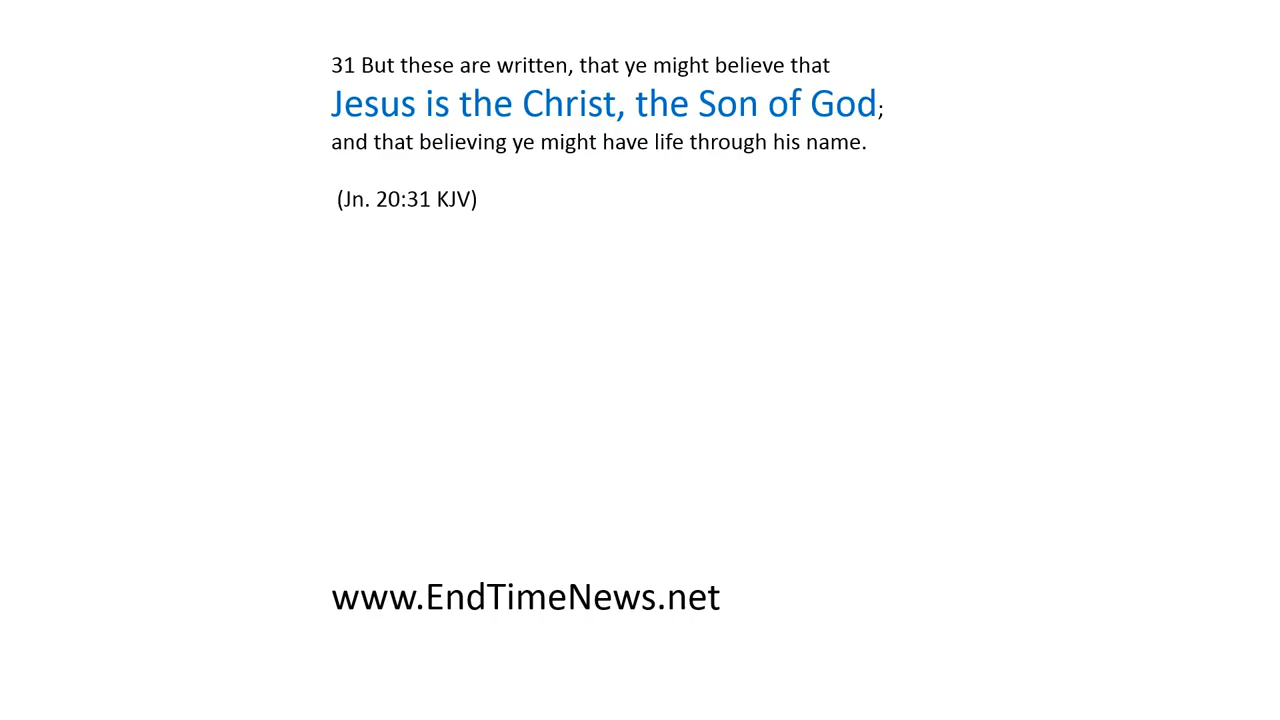 31 But these are written, that ye might believe that
Jesus is the Christ, the Son of God;
and that believing ye might have life through his name.
(Jn. 20:31 KJV)
www.EndTimeNews.net